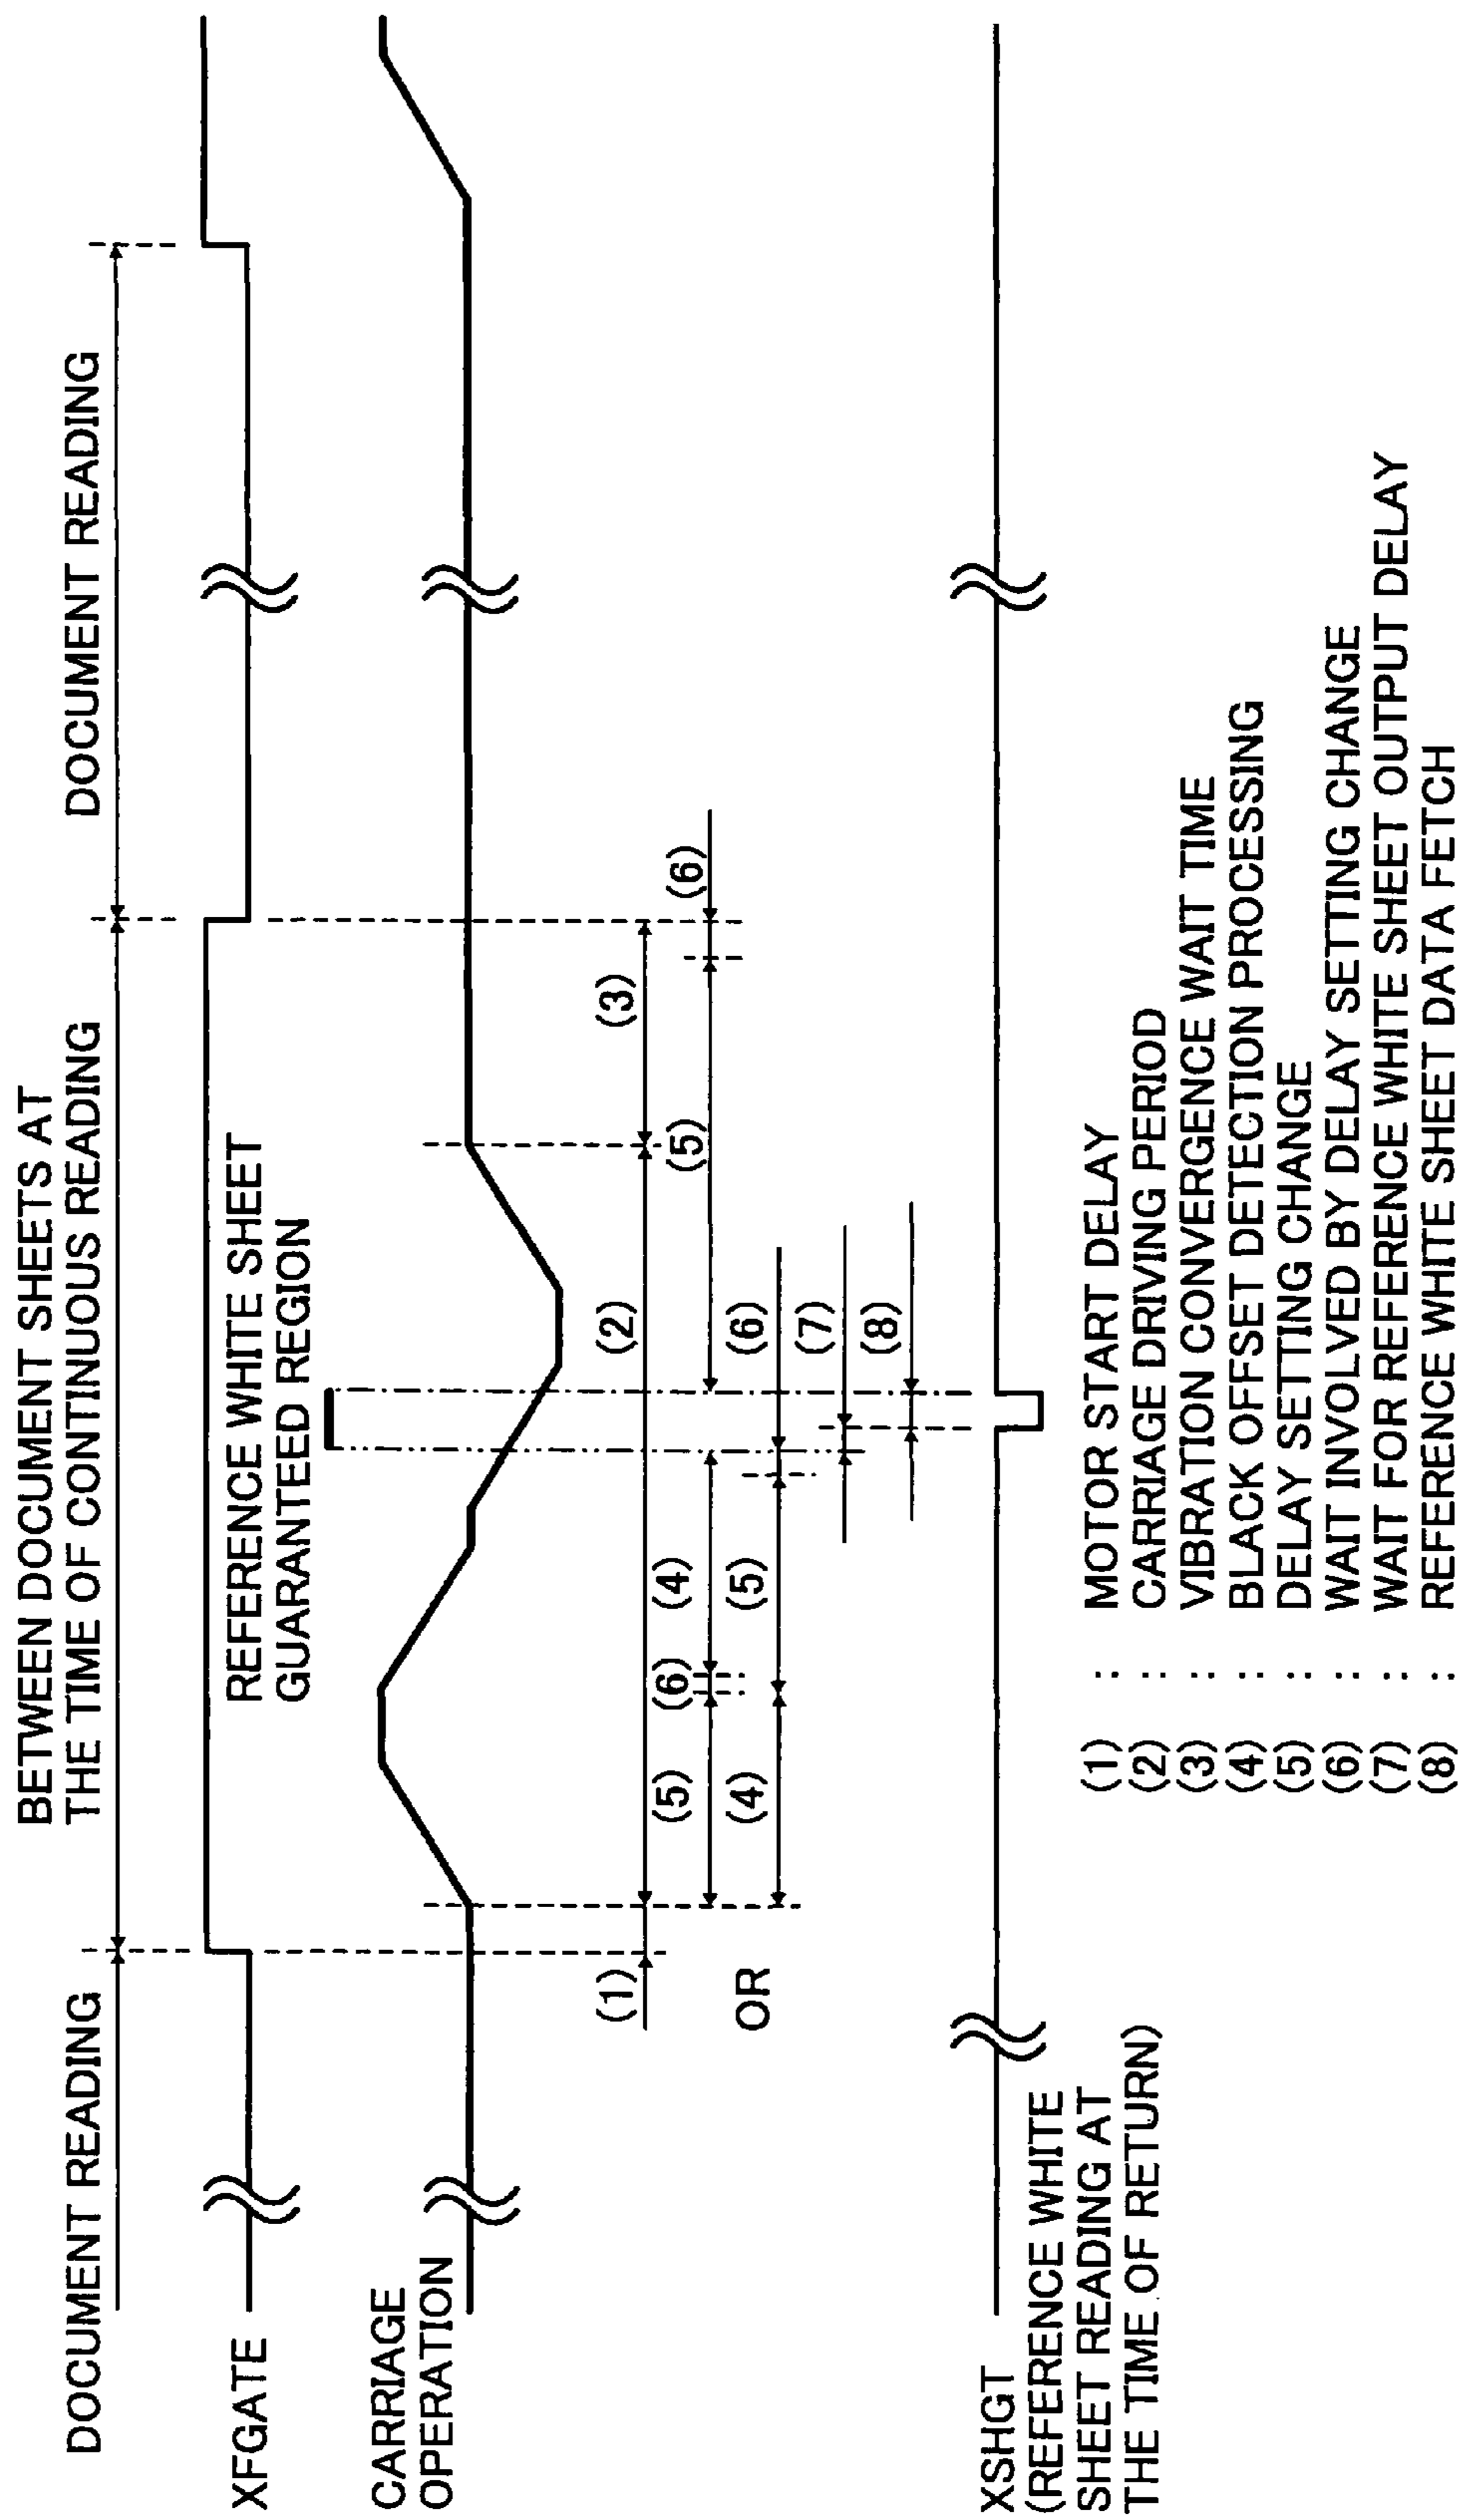 BETWEEN DOCUMENT SHEETS AT
DOCUMENT READING
THE TIME OF CONTINUOUS READING
DOCUMENT READING
XFGATE
REFERENCE WHITE SHEET
GUARANTEED REGION
CARRIAGE
OPERATION
(1)
(2)
(3)
(5)
(6)
(4)
(5)
(6)
OR
(4)
(5)
(6)
(7)
(8)
XSHGT
(REFERENCE WHITE
SHEET READING AT
THE TIME OF RETURN)
(1) : MOTOR START DELAY
(2) : CARRIAGE DRIVING PERIOD
(3) : VIBRATION CONVERGENCE WAIT TIME
(4) : BLACK OFFSET DETECTION PROCESSING
(5) : DELAY SETTING CHANGE
(6) : WAIT INVOLVED BY DELAY SETTING CHANGE
(7) : WAIT FOR REFERENCE WHITE SHEET OUTPUT DELAY
(8) : REFERENCE WHITE SHEET DATA FETCH